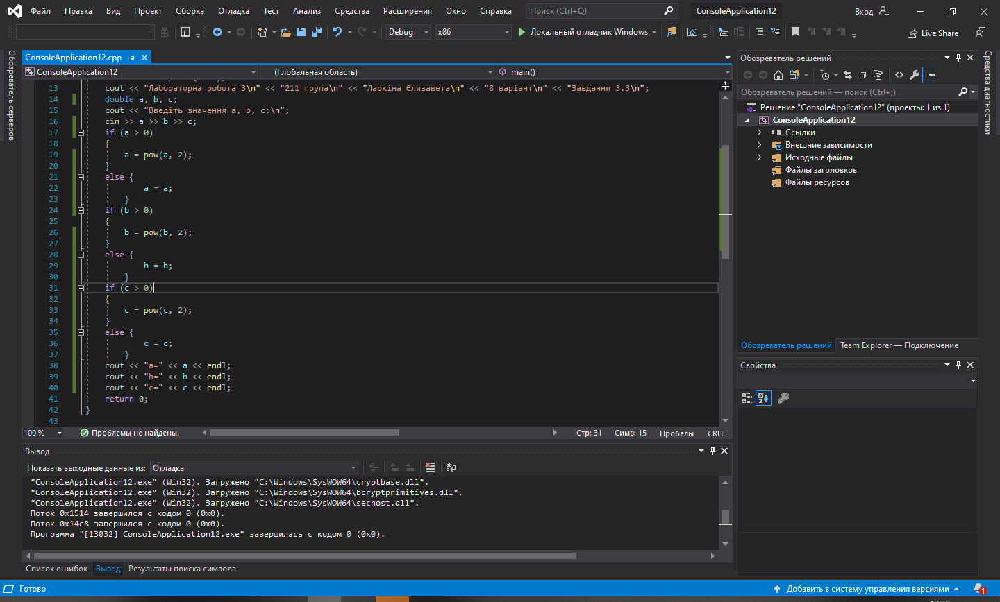 Файл Правка Вид Проект Сборка Отладка Тест Анализ Средства Расширения Окно Справка Поиск (Ctrl+Q) ConsoleApplication12 Вход
Debug x86 Локальный отладчик Windows Live Share
Обозреватель серверов
ConsoleApplication12.cpp
ConsoleApplication12 (Глобальная область) main()
13 cout << "Лабораторна робота 3\n" << "211 група\n" << "Ларкіна Єлизавета\n" << "8 варіант\n" << "Завдання 3.3\n";
14 double a, b, c;
15 cout << "Введіть значення a, b, c:\n";
16 cin >> a >> b >> c;
17 if (a > 0)
18 {
19 a = pow(a, 2);
20 }
21 else {
22 a = a;
23 }
24 if (b > 0)
25 {
26 b = pow(b, 2);
27 }
28 else {
29 b = b;
30 }
31 if (c > 0)
32 {
33 c = pow(c, 2);
34 }
35 else {
36 c = c;
37 }
38 cout << "a=" << a << endl;
39 cout << "b=" << b << endl;
40 cout << "c=" << c << endl;
41 return 0;
42 }
43
100 % Проблемы не найдены. Стр: 31 Симв: 15 Пробелы CRLF
Вывод
Показать выходные данные из: Отладка
"ConsoleApplication12.exe" (Win32). Загружено "C:\Windows\SysWOW64\cryptbase.dll".
"ConsoleApplication12.exe" (Win32). Загружено "C:\Windows\SysWOW64\bcryptprimitives.dll".
"ConsoleApplication12.exe" (Win32). Загружено "C:\Windows\SysWOW64\sechost.dll".
Поток 0x1514 завершился с кодом 0 (0x0).
Поток 0x14e8 завершился с кодом 0 (0x0).
Программа "[13032] ConsoleApplication12.exe" завершилась с кодом 0 (0x0).
Список ошибок Вывод Результаты поиска символа
Обозреватель решений
Обозреватель решений — поиск (Ctrl+;)
Решение "ConsoleApplication12" (проекты: 1 из 1)
ConsoleApplication12
Ссылки
Внешние зависимости
Исходные файлы
Файлы заголовков
Файлы ресурсов
Обозреватель решений Team Explorer — Подключение
Свойства
Средства диагностики
Готово Добавить в систему управления версиями 1